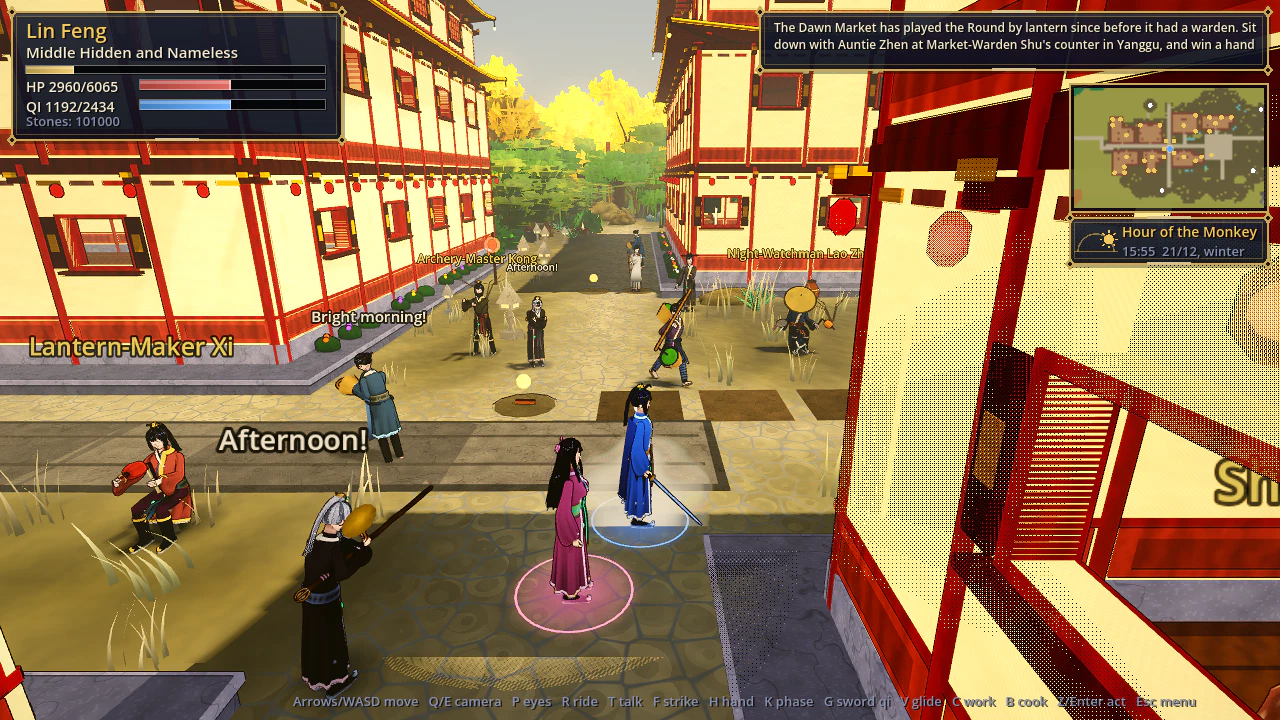 Lin Feng
Middle Hidden and Nameless
HP 2960/6065
QI 1192/2434
Stones: 101000
The Dawn Market has played the Round by lantern since before it had a warden. Sit
down with Auntie Zhen at Market-Warden Shu's counter in Yanggu, and win a hand
Hour of the Monkey
15:55 21/12, winter
Archery-Master Kong
Afternoon!
Night-Watchman Lao Zh
Bright morning!
Lantern-Maker Xi
Afternoon!
Sh
Arrows/WASD move Q/E camera P eyes R ride T talk F strike H hand K phase G sword qi V glide C work B cook Z/Enter act Esc menu